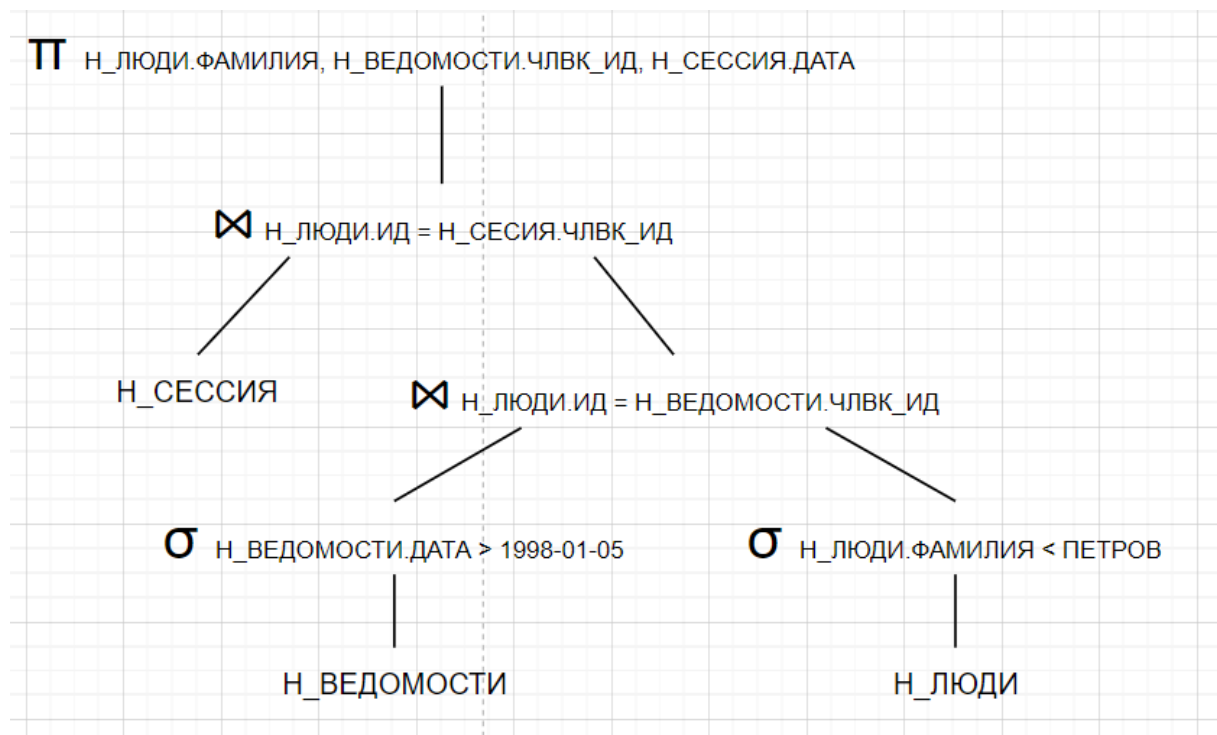 π Н_ЛЮДИ.ФАМИЛИЯ, Н_ВЕДОМОСТИ.ЧЛВК_ИД, Н_СЕССИЯ.ДАТА
⋈ Н_ЛЮДИ.ИД = Н_СЕСИЯ.ЧЛВК_ИД
Н_СЕССИЯ
⋈ Н_ЛЮДИ.ИД = Н_ВЕДОМОСТИ.ЧЛВК_ИД
σ Н_ВЕДОМОСТИ.ДАТА > 1998-01-05
σ Н_ЛЮДИ.ФАМИЛИЯ < ПЕТРОВ
Н_ВЕДОМОСТИ
Н_ЛЮДИ